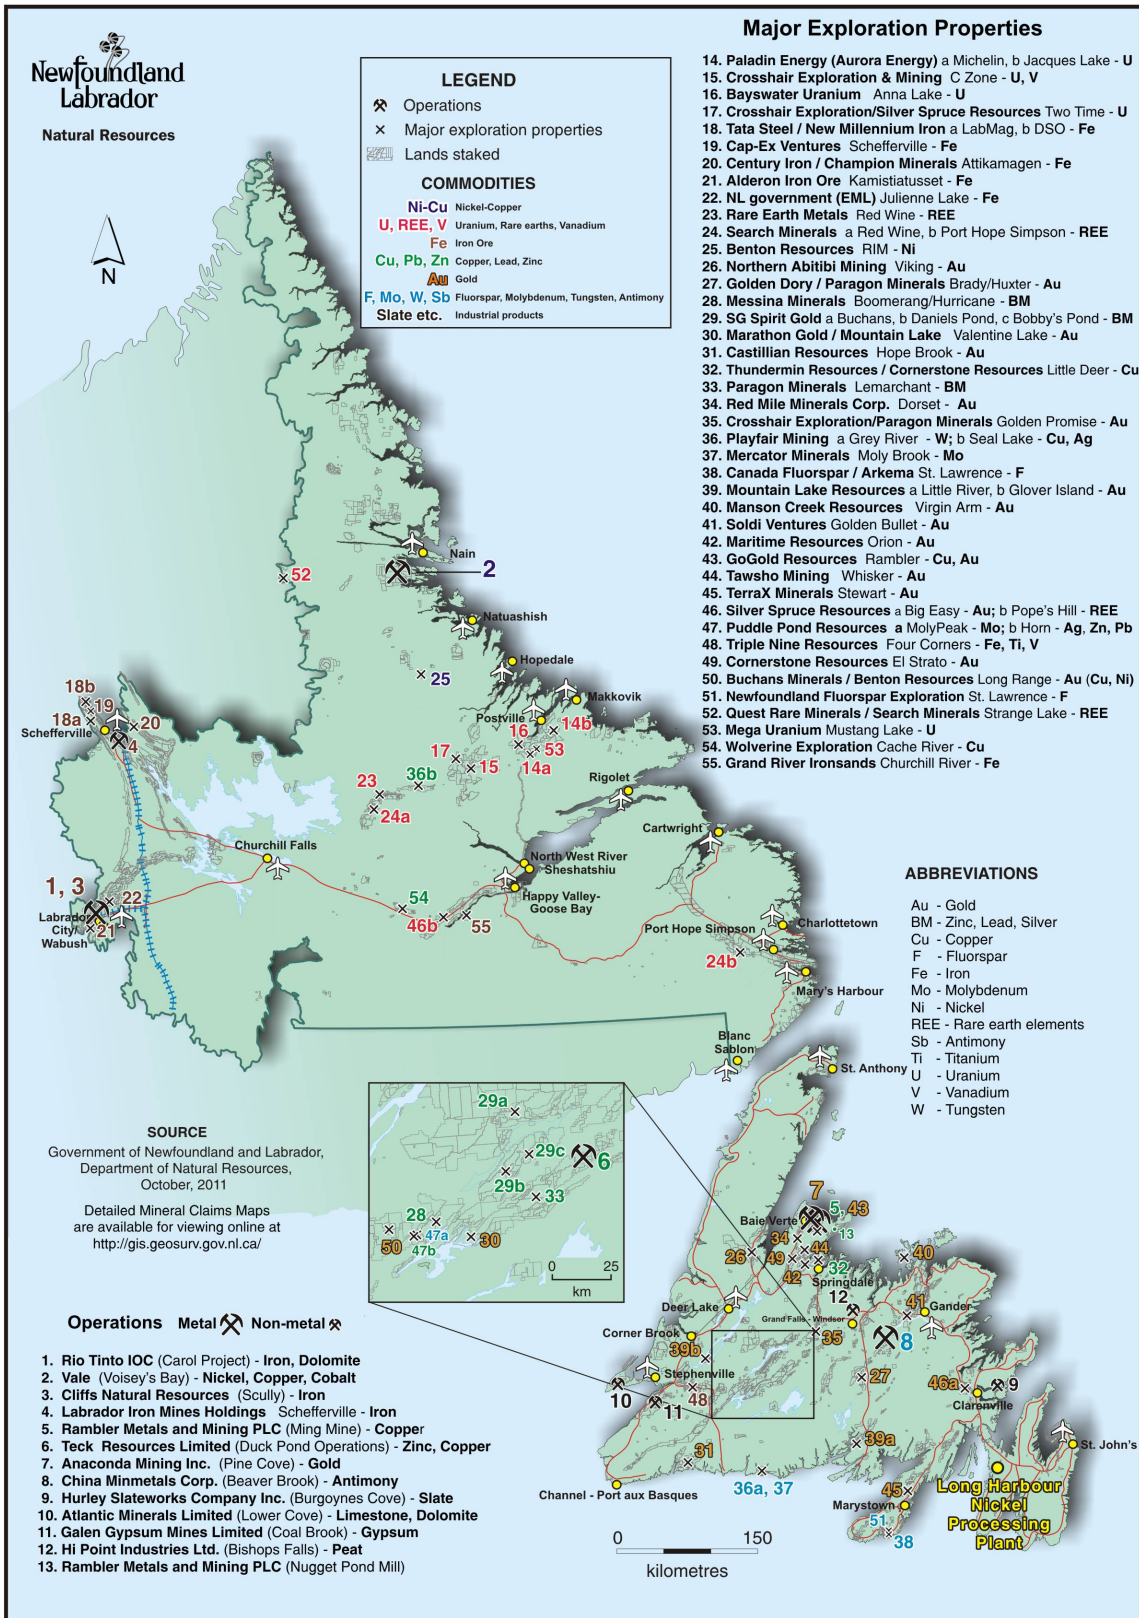 Newfoundland
Labrador
Natural Resources
LEGEND
Operations
Major exploration properties
Lands staked
COMMODITIES
Ni-Cu Nickel-Copper
U, REE, V Uranium, Rare earths, Vanadium
Fe Iron Ore
Cu, Pb, Zn Copper, Lead, Zinc
Au Gold
F, Mo, W, Sb Fluorspar, Molybdenum, Tungsten, Antimony
Slate etc. Industrial products
N
Major Exploration Properties
14. Paladin Energy (Aurora Energy) a Michelin, b Jacques Lake - U
15. Crosshair Exploration & Mining C Zone - U, V
16. Bayswater Uranium Anna Lake - U
17. Crosshair Exploration/Silver Spruce Resources Two Time - U
18. Tata Steel / New Millennium Iron a LabMag, b DSO - Fe
19. Cap-Ex Ventures Schefferville - Fe
20. Century Iron / Champion Minerals Attikamagen - Fe
21. Alderon Iron Ore Kamistiatusset - Fe
22. NL government (EML) Julienne Lake - Fe
23. Rare Earth Metals Red Wine - REE
24. Search Minerals a Red Wine, b Port Hope Simpson - REE
25. Benton Resources RIM - Ni
26. Northern Abitibi Mining Viking - Au
27. Golden Dory / Paragon Minerals Brady/Huxter - Au
28. Messina Minerals Boomerang/Hurricane - BM
29. SG Spirit Gold a Buchans, b Daniels Pond, c Bobby's Pond - BM
30. Marathon Gold / Mountain Lake Valentine Lake - Au
31. Castillian Resources Hope Brook - Au
32. Thundermin Resources / Cornerstone Resources Little Deer - Cu
33. Paragon Minerals Lemarchant - BM
34. Red Mile Minerals Corp. Dorset - Au
35. Crosshair Exploration/Paragon Minerals Golden Promise - Au
36. Playfair Mining a Grey River - W; b Seal Lake - Cu, Ag
37. Mercator Minerals Moly Brook - Mo
38. Canada Fluorspar / Arkema St. Lawrence - F
39. Mountain Lake Resources a Little River, b Glover Island - Au
40. Manson Creek Resources Virgin Arm - Au
41. Soldi Ventures Golden Bullet - Au
42. Maritime Resources Orion - Au
43. GoGold Resources Rambler - Cu, Au
44. Tawsho Mining Whisker - Au
45. TerraX Minerals Stewart - Au
46. Silver Spruce Resources a Big Easy - Au; b Pope's Hill - REE
47. Puddle Pond Resources a MolyPeak - Mo; b Horn - Ag, Zn, Pb
48. Triple Nine Resources Four Corners - Fe, Ti, V
49. Cornerstone Resources El Strato - Au
50. Buchans Minerals / Benton Resources Long Range - Au (Cu, Ni)
51. Newfoundland Fluorspar Exploration St. Lawrence - F
52. Quest Rare Minerals / Search Minerals Strange Lake - REE
53. Mega Uranium Mustang Lake - U
54. Wolverine Exploration Cache River - Cu
55. Grand River Ironsands Churchill River - Fe
Nain
52
2
Natuashish
Hopedale
25
18b
19
18a
20
Schefferville
4
Makkovik
Postville
16
14b
53
17
15
14a
36b
23
24a
Rigolet
Cartwright
Churchill Falls
North West River
Sheshatshiu
Happy Valley-
Goose Bay
1, 3
22
Labrador
City/
Wabush
21
54
46b
55
Port Hope Simpson
Charlottetown
24b
Mary's Harbour
Blanc
Sablon
St. Anthony
ABBREVIATIONS
Au - Gold
BM - Zinc, Lead, Silver
Cu - Copper
F - Fluorspar
Fe - Iron
Mo - Molybdenum
Ni - Nickel
REE - Rare earth elements
Sb - Antimony
Ti - Titanium
U - Uranium
V - Vanadium
W - Tungsten
SOURCE
Government of Newfoundland and Labrador,
Department of Natural Resources,
October, 2011
Detailed Mineral Claims Maps
are available for viewing online at
http://gis.geosurv.gov.nl.ca/
29a
29c
6
29b
33
28
47a
50
47b
30
0 25
km
7
Baie Verte
5, 43
13
34
26
49
44
42
32
Springdale
40
12
Deer Lake
41
Gander
Grand Falls - Windsor
Corner Brook
35
8
39b
Stephenville
27
10
48
11
46a
9
Clarenville
39a
St. John's
31
36a, 37
Channel - Port aux Basques
45
Marystown
51
38
Long Harbour
Nickel
Processing
Plant
0 150
kilometres
Operations Metal Non-metal
1. Rio Tinto IOC (Carol Project) - Iron, Dolomite
2. Vale (Voisey's Bay) - Nickel, Copper, Cobalt
3. Cliffs Natural Resources (Scully) - Iron
4. Labrador Iron Mines Holdings Schefferville - Iron
5. Rambler Metals and Mining PLC (Ming Mine) - Copper
6. Teck Resources Limited (Duck Pond Operations) - Zinc, Copper
7. Anaconda Mining Inc. (Pine Cove) - Gold
8. China Minmetals Corp. (Beaver Brook) - Antimony
9. Hurley Slateworks Company Inc. (Burgoynes Cove) - Slate
10. Atlantic Minerals Limited (Lower Cove) - Limestone, Dolomite
11. Galen Gypsum Mines Limited (Coal Brook) - Gypsum
12. Hi Point Industries Ltd. (Bishops Falls) - Peat
13. Rambler Metals and Mining PLC (Nugget Pond Mill)